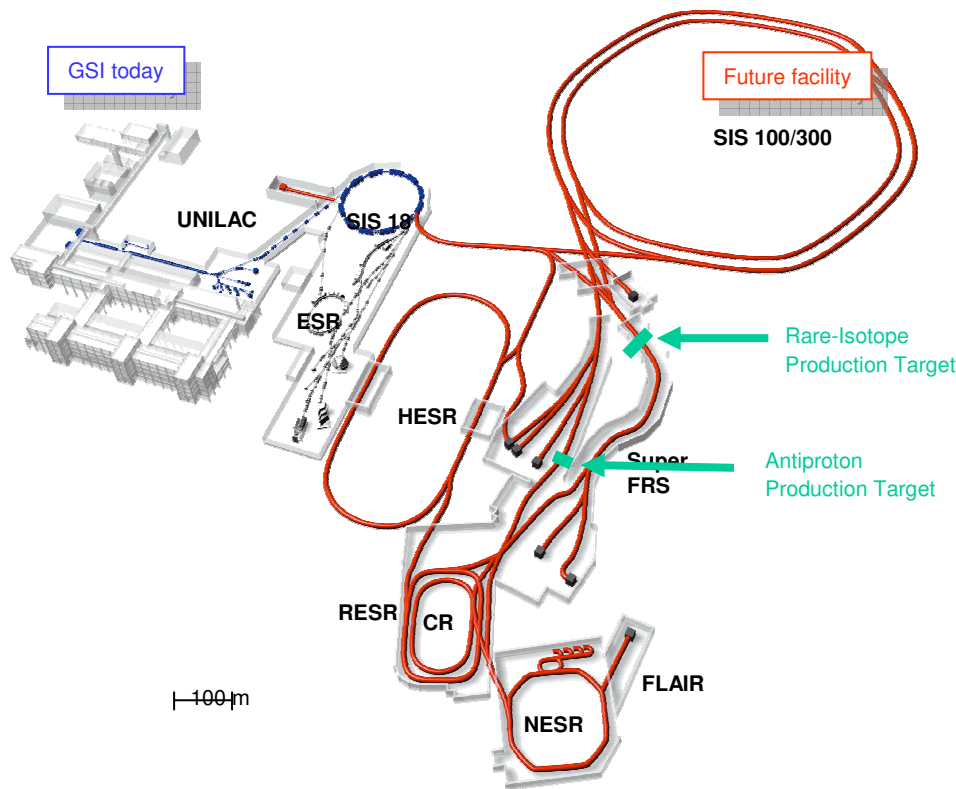 GSI today
Future facility
SIS 100/300
UNILAC
SIS 18
ESR
Rare-Isotope
Production Target
HESR
Super
FRS
Antiproton
Production Target
RESR
CR
FLAIR
100 m
NESR